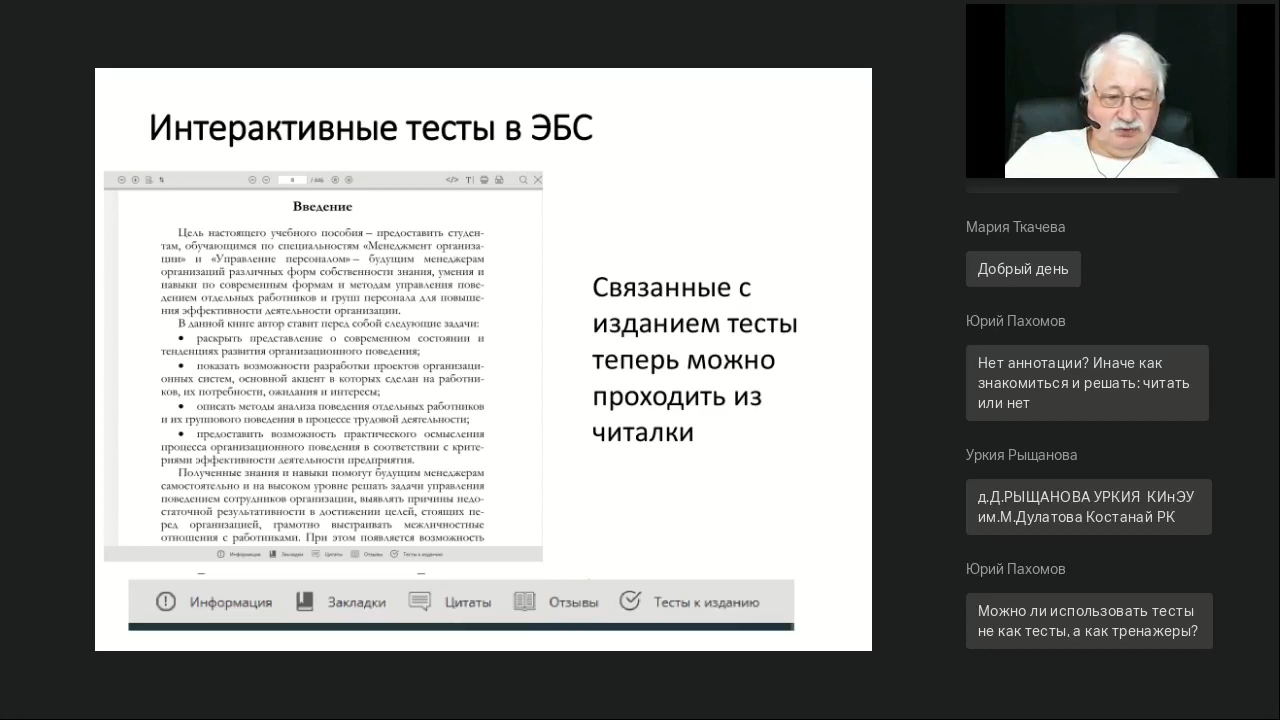 Интерактивные тесты в ЭБС
8 / 446
</> T|
Введение
Цель настоящего учебного пособия – предоставить студен-
там, обучающимся по специальностям «Менеджмент организа-
ции» и «Управление персоналом» – будущим менеджерам
организаций различных форм собственности знания, умения и
навыки по современным формам и методам управления пове-
дением отдельных работников и групп персонала для повыше-
ния эффективности деятельности организации.
В данной книге автор ставит перед собой следующие задачи:
• раскрыть представление о современном состоянии и
тенденциях развития организационного поведения;
• показать возможности разработки проектов организаци-
онных систем, основной акцент в которых сделан на работни-
ков, их потребности, ожидания и интересы;
• описать методы анализа поведения отдельных работников
и их группового поведения в процессе трудовой деятельности;
• предоставить возможность практического осмысления
процесса организационного поведения в соответствии с крите-
риями эффективности деятельности предприятия.
Полученные знания и навыки помогут будущим менеджерам
самостоятельно и на высоком уровне решать задачи управления
поведением сотрудников организации, выявлять причины недо-
статочной результативности в достижении целей, стоящих пе-
ред организацией, грамотно выстраивать межличностные
отношения с работниками. При этом появляется возможность
Информация Закладки Цитаты Отзывы Тесты к изданию
Связанные с
изданием тесты
теперь можно
проходить из
читалки
Информация Закладки Цитаты Отзывы Тесты к изданию
Мария Ткачева
Добрый день
Юрий Пахомов
Нет аннотации? Иначе как
знакомиться и решать: читать
или нет
Уркия Рыщанова
д.Д.РЫЩАНОВА УРКИЯ КИнЭУ
им.М.Дулатова Костанай РК
Юрий Пахомов
Можно ли использовать тесты
не как тесты, а как тренажеры?